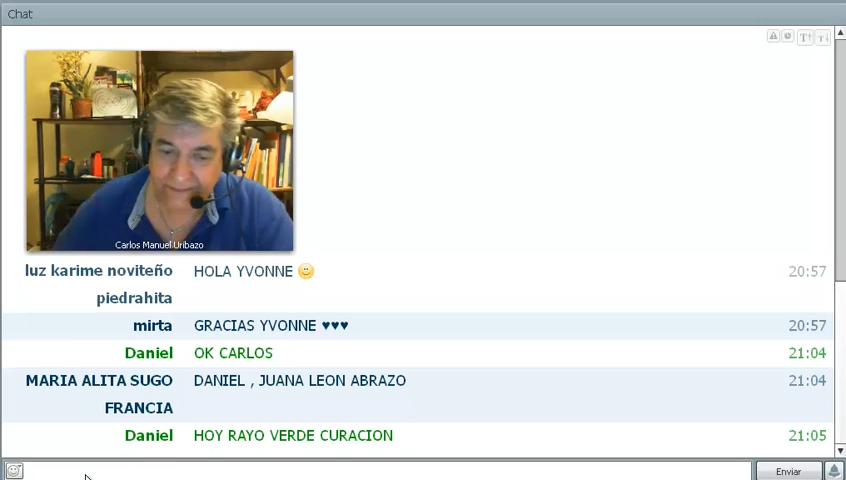 Chat
T↑ T↓
Carlos Manuel Uribazo
luz karime noviteño HOLA YVONNE 20:57
piedrahita
mirta GRACIAS YVONNE ♥♥♥ 20:57
Daniel OK CARLOS 21:04
MARIA ALITA SUGO DANIEL , JUANA LEON ABRAZO 21:04
FRANCIA
Daniel HOY RAYO VERDE CURACION 21:05
Enviar